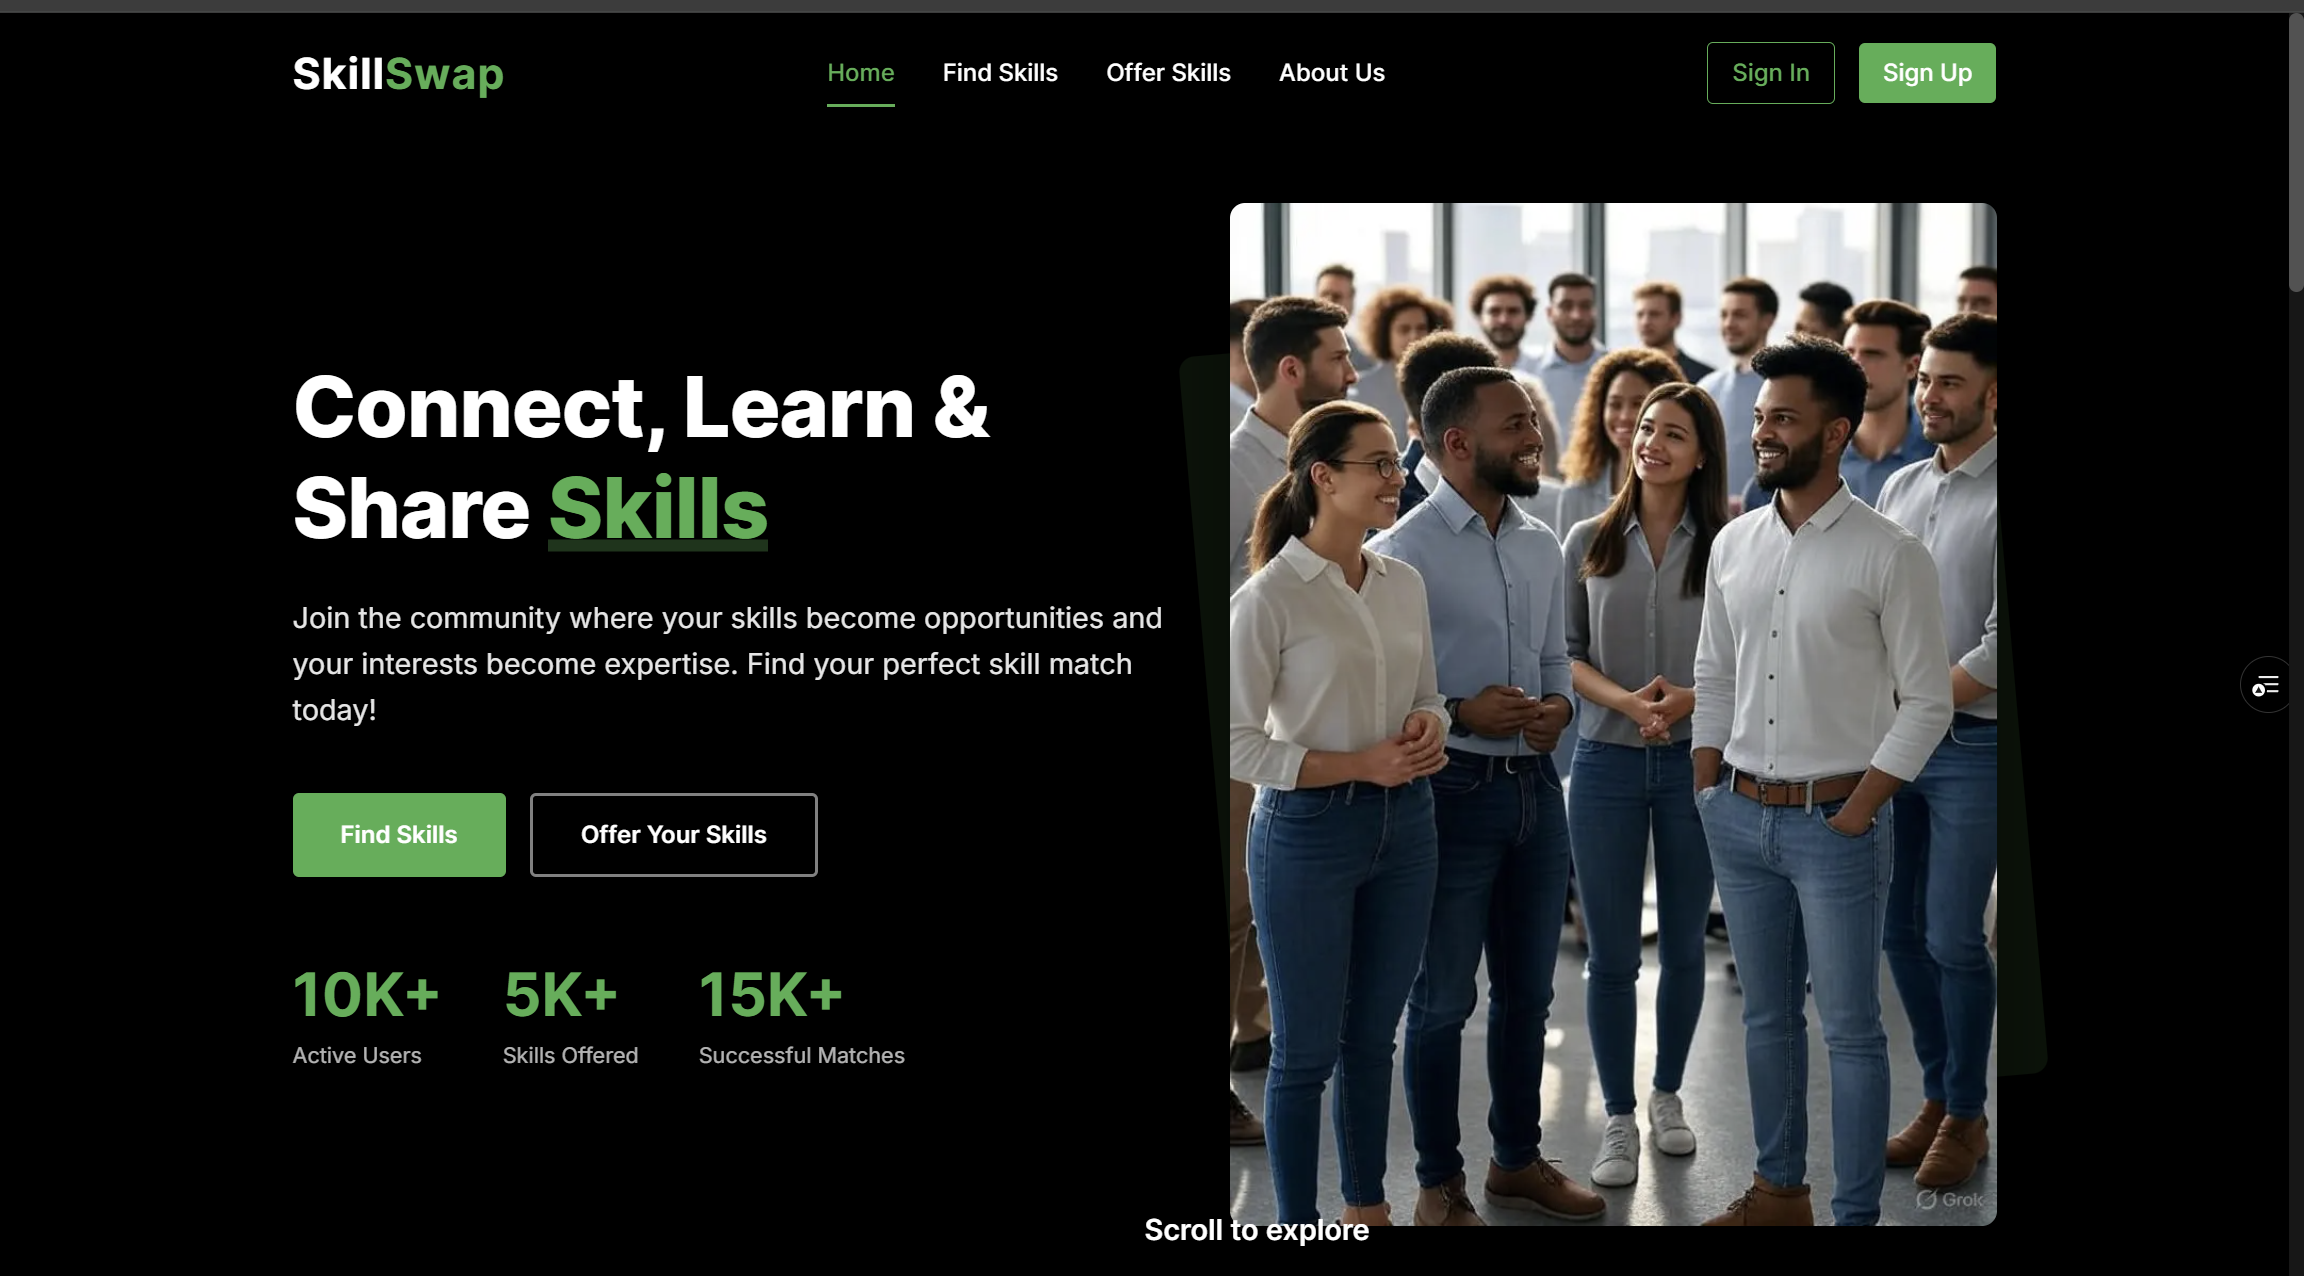 SkillSwap
Home
Find Skills
Offer Skills
About Us
Sign In
Sign Up
Connect, Learn &
Share Skills
Join the community where your skills become opportunities and
your interests become expertise. Find your perfect skill match
today!
Find Skills
Offer Your Skills
10K+
5K+
15K+
Active Users
Skills Offered
Successful Matches
Grok
Scroll to explore